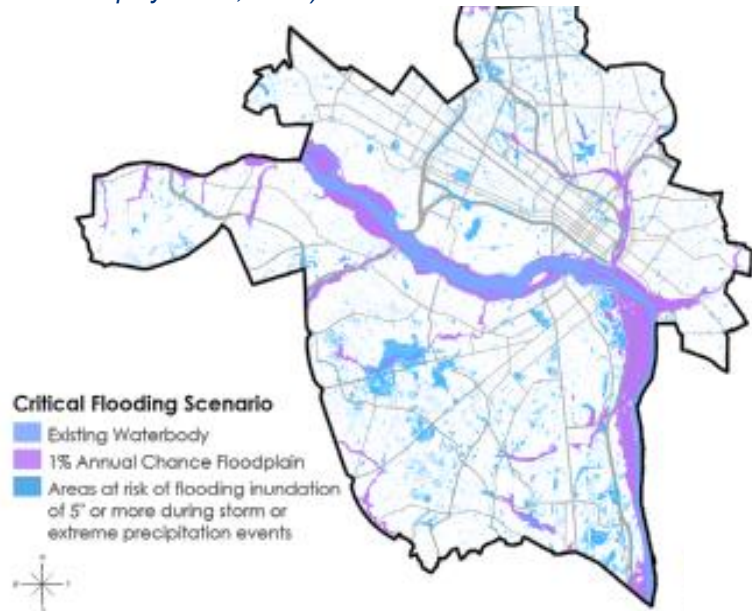 Critical Flooding Scenario
Existing Waterbody
1% Annual Chance Floodplain
Areas at risk of flooding inundation
of 5" or more during storm or
extreme precipitation events